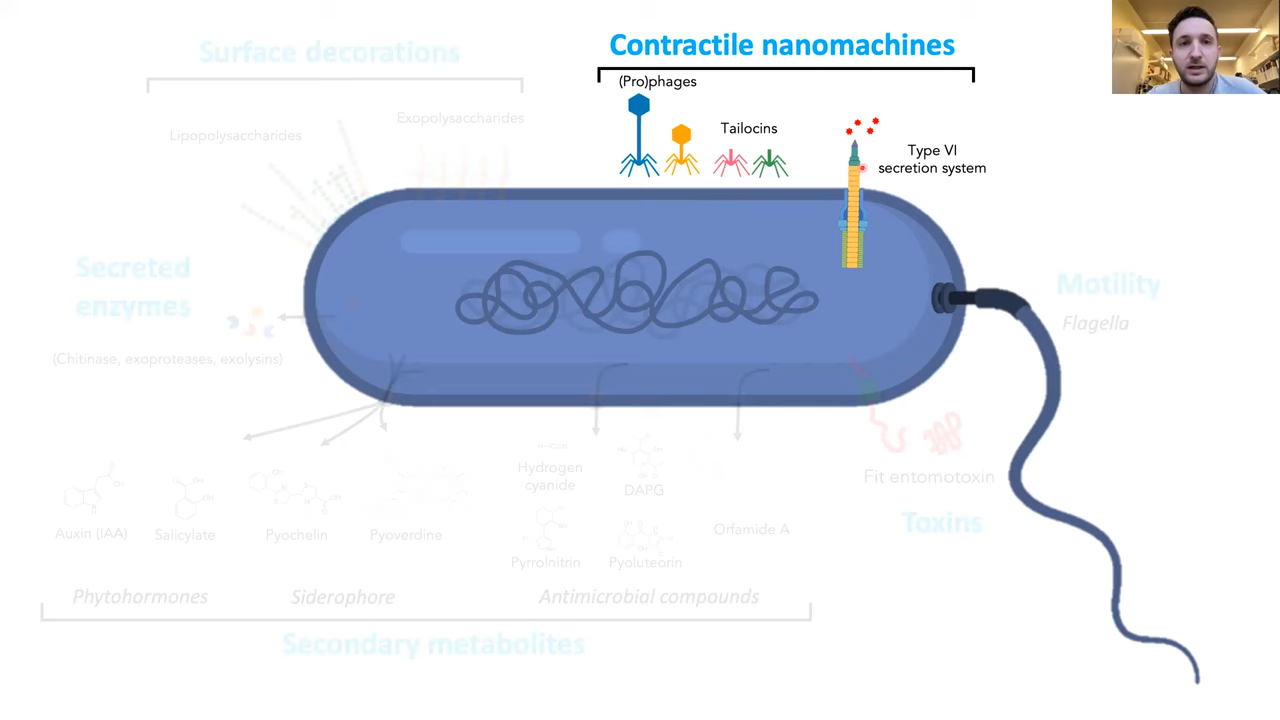 Surface decorations
Contractile nanomachines
(Pro)phages
Lipopolysaccharides
Exopolysaccharides
Tailocins
Type VI
secretion system
Secreted
enzymes
(Chitinase, exoproteases, exolysins)
Motility
Flagella
Auxin (IAA)
Salicylate
Pyochelin
Pyoverdine
Hydrogen
cyanide
DAPG
Pyrrolnitrin
Pyoluteorin
Orfamide A
Fit entomotoxin
Toxins
Phytohormones
Siderophore
Antimicrobial compounds
Secondary metabolites